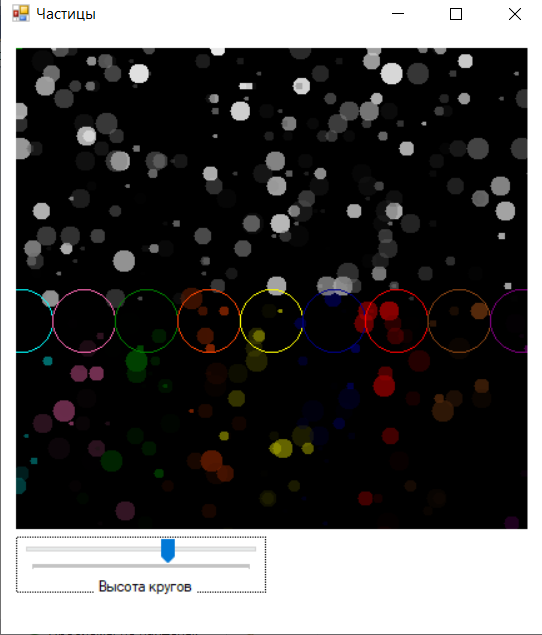 Частицы
Высота кругов